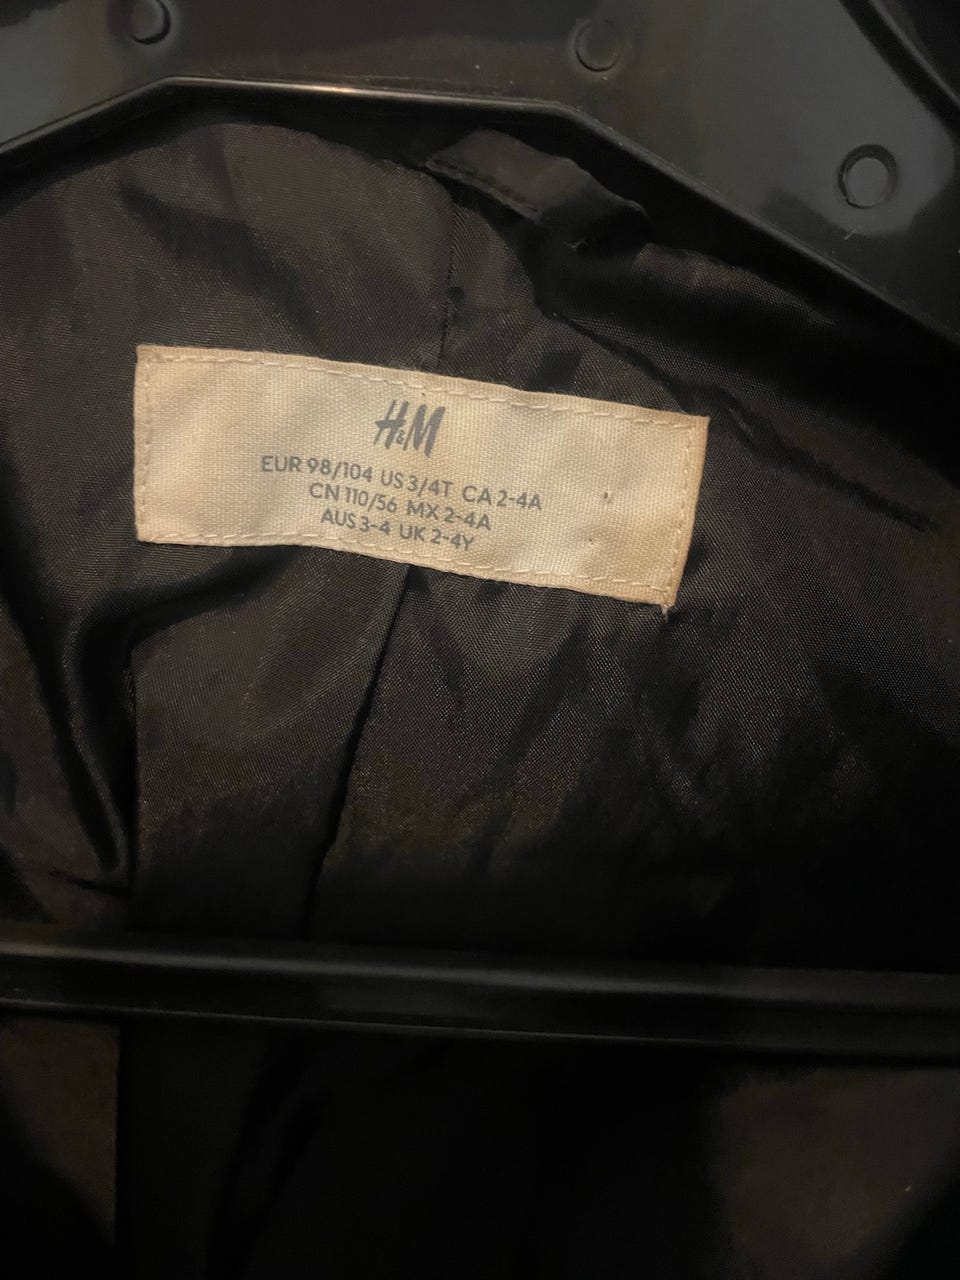 H&M
EUR 98/104 US 3/4T CA 2-4A
CN 110/56 MX 2-4A
AUS 3-4 UK 2-4Y